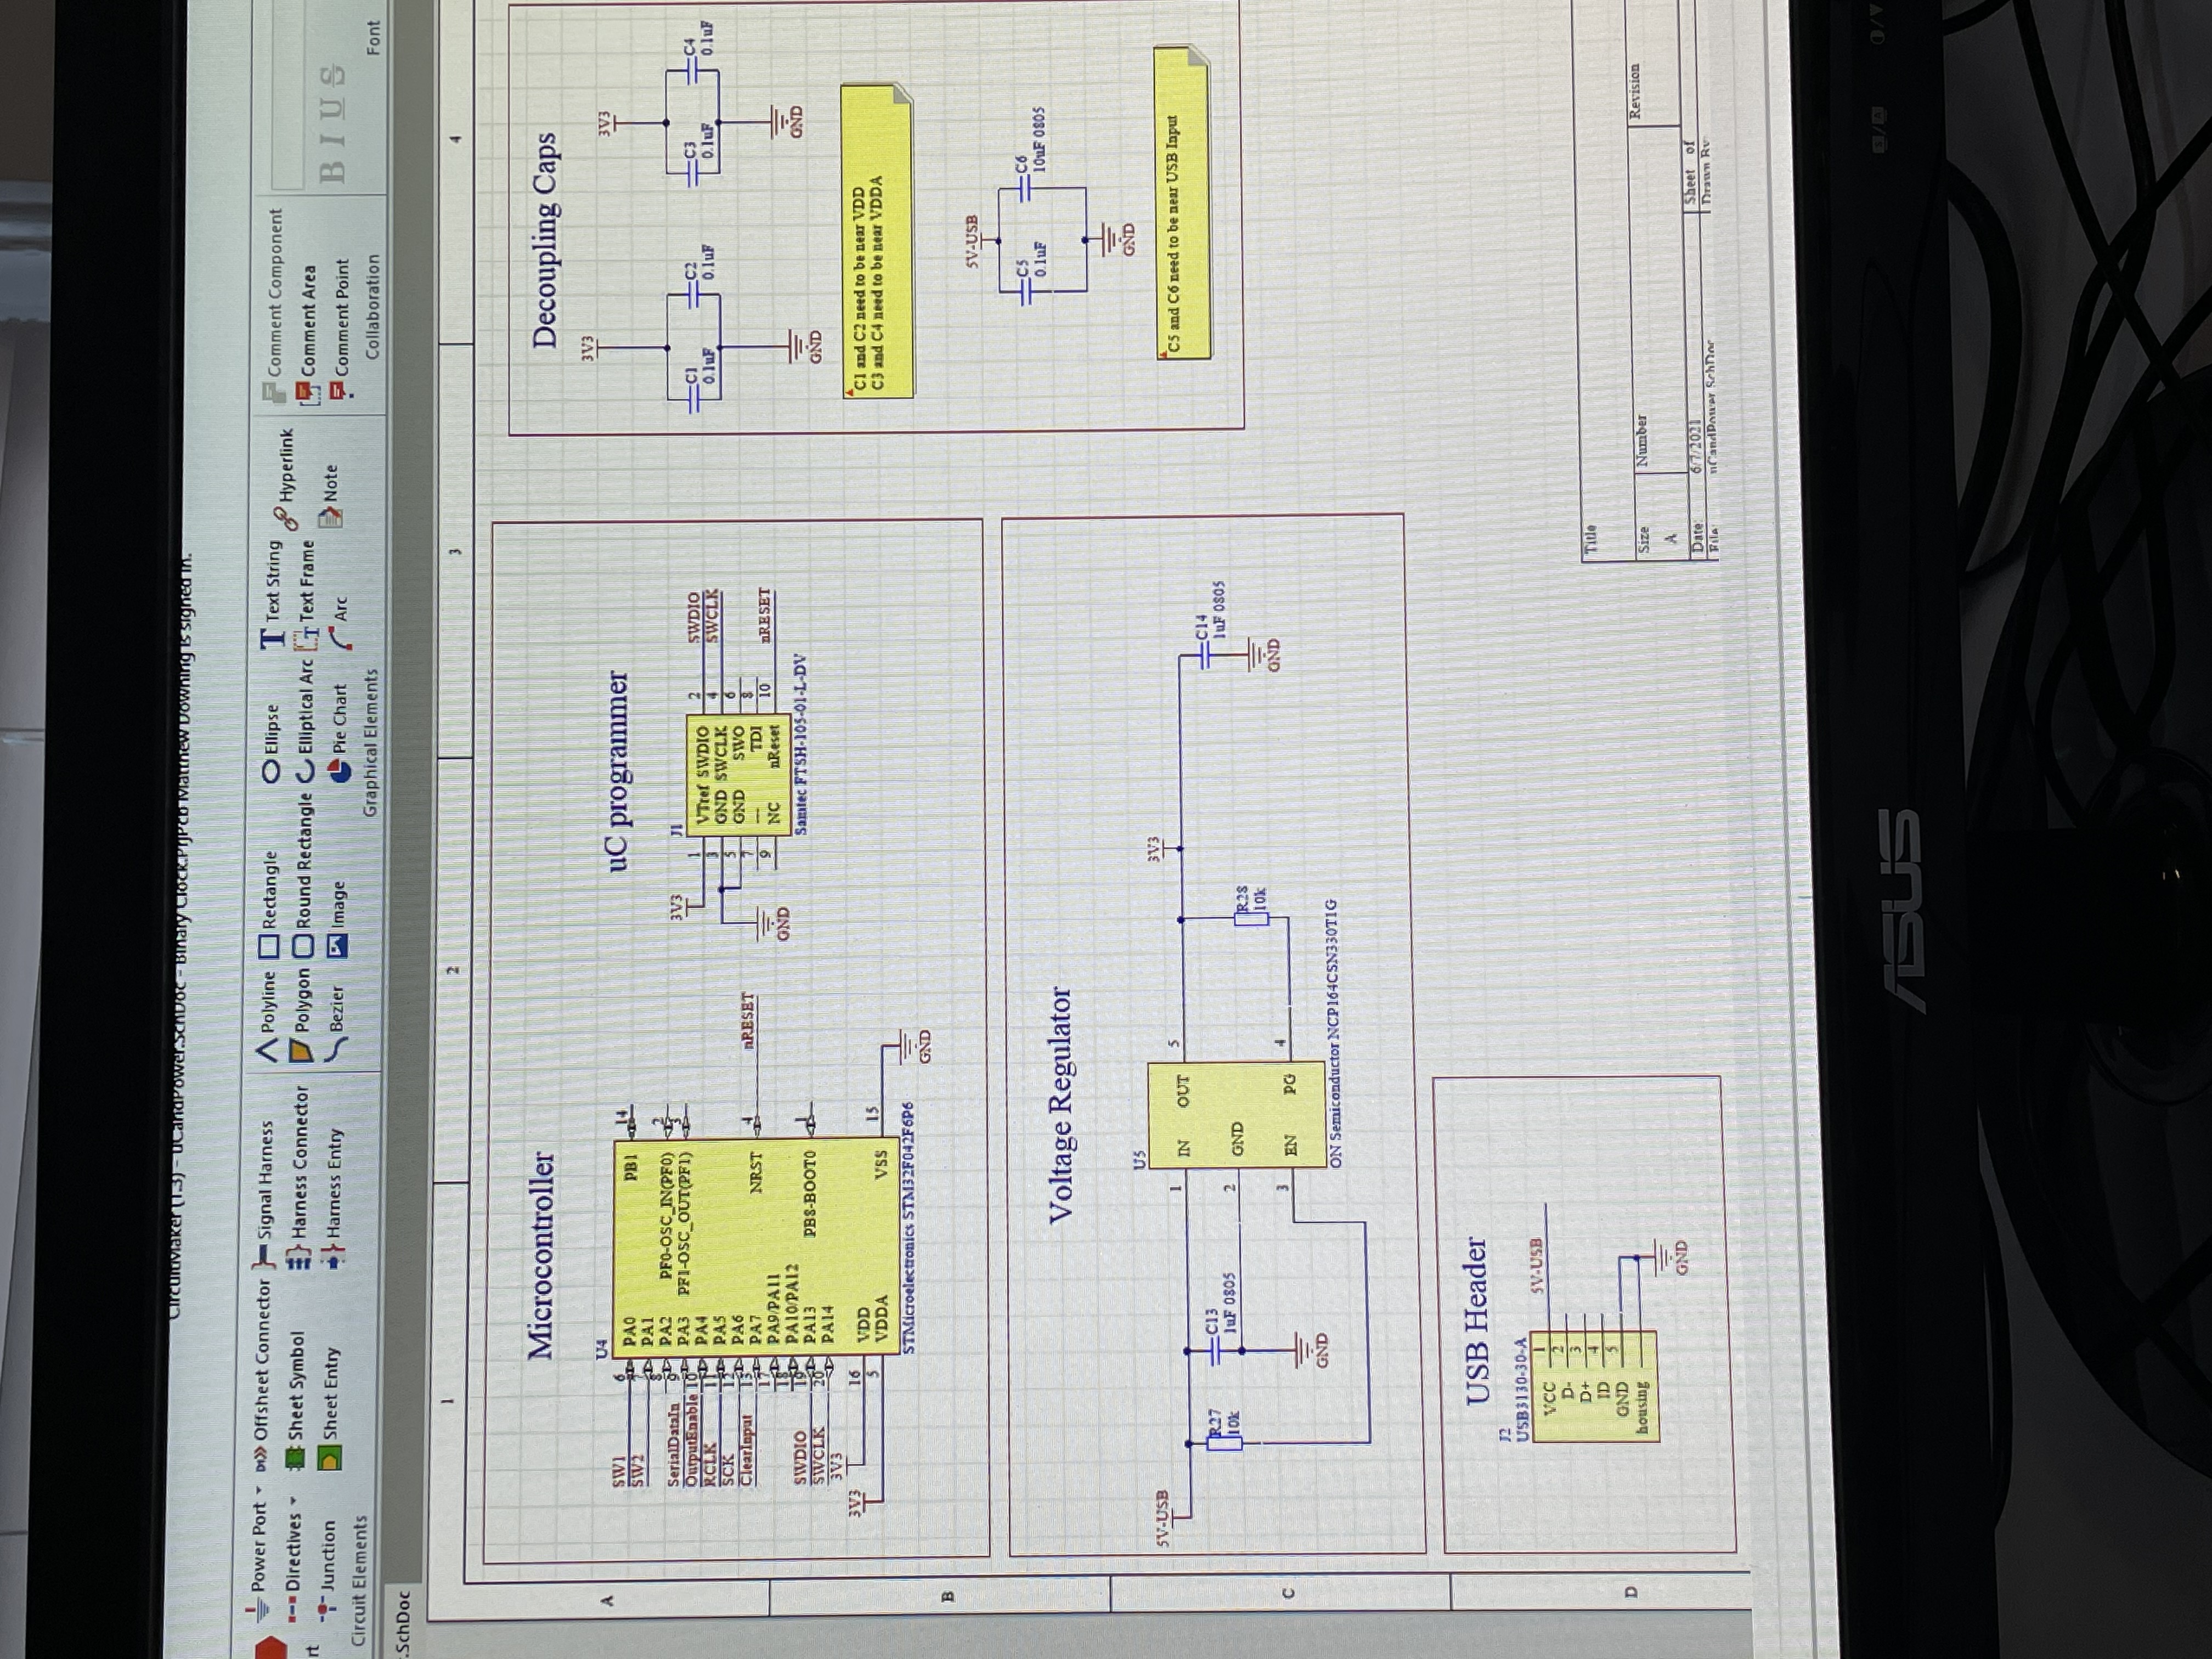 CircuitMaker (1.3) - uCandPower.SchDoc - Binary Clock.PrjPcb Matthew Downing is signed in.
rt
Power Port
Offsheet Connector
Signal Harness
Directives
Sheet Symbol
Harness Connector
Junction
Sheet Entry
Harness Entry
Circuit Elements
Polyline
Rectangle
Ellipse
Text String
Hyperlink
Polygon
Round Rectangle
Elliptical Arc
Text Frame
Note
Bezier
Image
Pie Chart
Arc
Graphical Elements
Comment Component
Comment Area
Comment Point
Collaboration
B I U S
Font
.SchDoc
1 2 3 4
A
B
C
D
Microcontroller
U4
SW1
SW2
SerialDataIn
OutputEnable
RCLK
SCK
ClearInput
SWDIO
SWCLK
3V3
3V3
6
8
9
10
11
12
13
17
18
19
20
16
5
PA0
PA1
PA2
PA3
PA4
PA5
PA6
PA7
PA9/PA11
PA10/PA12
PA13
PA14
VDD
VDDA
PB1
PF0-OSC_IN(PF0)
PF1-OSC_OUT(PF1)
NRST
PB8-BOOT0
VSS
14
2
3
4
1
15
nRESET
GND
STMicroelectronics STM32F042F6P6
uC programmer
J1
3V3
1
3
5
7
9
VTref SWDIO
GND SWCLK
GND SWO
— TDI
NC nReset
2
4
6
8
10
SWDIO
SWCLK
nRESET
GND
Samtec FTSH-105-01-L-DV
Decoupling Caps
3V3
C1
0.1uF
C2
0.1uF
GND
3V3
C3
0.1uF
C4
0.1uF
GND
C1 and C2 need to be near VDD
C3 and C4 need to be near VDDA
5V-USB
C5
0.1uF
C6
10uF 0805
GND
C5 and C6 need to be near USB Input
Voltage Regulator
5V-USB
R27
10k
C13
1uF 0805
GND
U5
1
2
3
IN OUT
GND
EN PG
5
4
ON Semiconductor NCP164CSN330T1G
3V3
R28
10k
C14
1uF 0805
GND
USB Header
J2
USB3130-30-A
VCC 1
D- 2
D+ 3
ID 4
GND 5
housing
5V-USB
GND
Title
Size
A
Number
Revision
Date: 6/7/2021
Sheet of
File: uCandPower.SchDoc
Drawn By:
ASUS